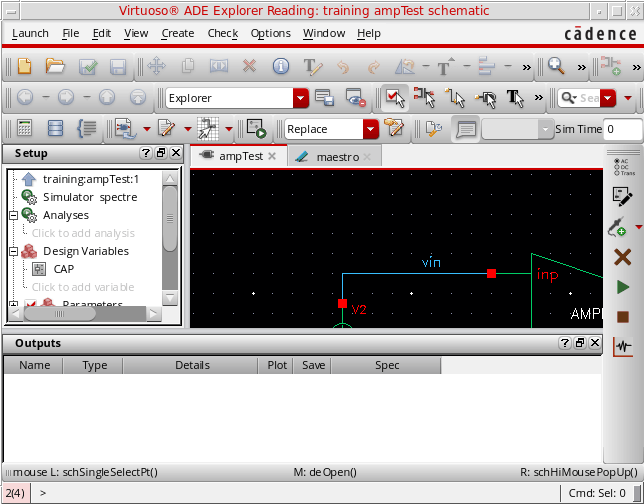 Virtuoso® ADE Explorer Reading: training ampTest schematic
Launch File Edit View Create Check Options Tools Window Help
cādence
Explorer
Sea
Replace
Sim Time 0
Setup
ampTest
maestro
AC
DC
Trans
training:ampTest:1
Simulator spectre
Analyses
Click to add analysis
Design Variables
CAP
Click to add variable
Parameters
vin
inp
V2
Outputs
Name Type Details Plot Save Spec
mouse L: schSingleSelectPt() M: deOpen() R: schHiMousePopUp()
2(4) > Cmd: Sel: 0